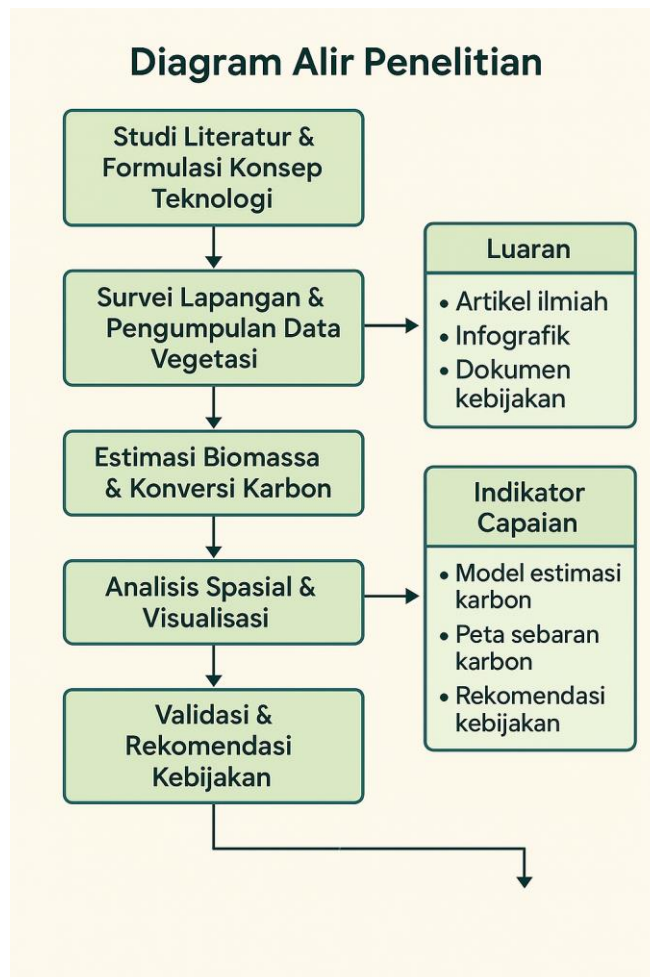 Diagram Alir Penelitian
Studi Literatur &
Formulasi Konsep
Teknologi
Survei Lapangan &
Pengumpulan Data
Vegetasi
Estimasi Biomassa
& Konversi Karbon
Analisis Spasial &
Visualisasi
Validasi &
Rekomendasi
Kebijakan
Luaran
• Artikel ilmiah
• Infografik
• Dokumen
kebijakan
Indikator
Capaian
• Model estimasi
karbon
• Peta sebaran
karbon
• Rekomendasi
kebijakan